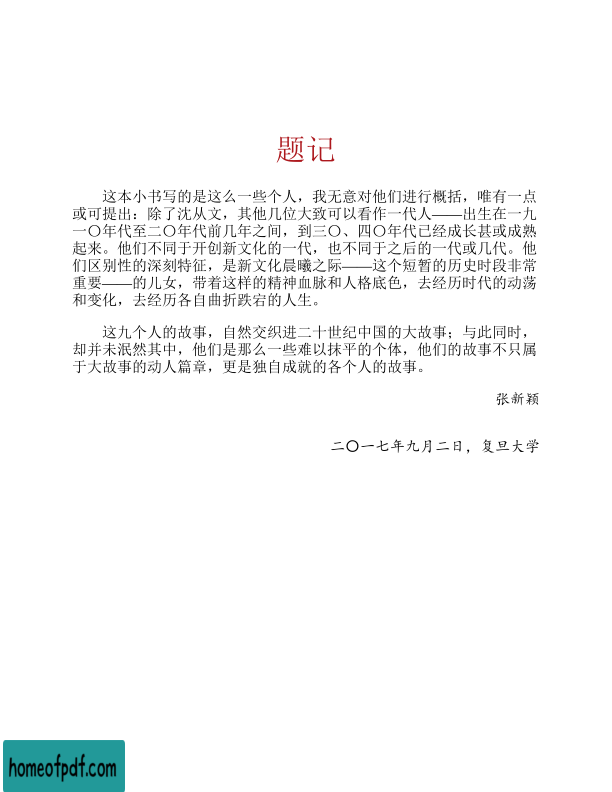 题记
这本小书写的是这么一些个人，我无意对他们进行概括，唯有一点
或可提出：除了沈从文，其他几位大致可以看作一代人——出生在一九
一〇年代至二〇年代前几年之间，到三〇、四〇年代已经成长甚或成熟
起来。他们不同于开创新文化的一代，也不同于之后的一代或几代。他
们区别性的深刻特征，是新文化晨曦之际——这个短暂的历史时段非常
重要——的儿女，带着这样的精神血脉和人格底色，去经历时代的动荡
和变化，去经历各自曲折跌宕的人生。
这九个人的故事，自然交织进二十世纪中国的大故事；与此同时，
却并未泯然其中，他们是那么一些难以抹平的个体，他们的故事不只属
于大故事的动人篇章，更是独自成就的各个人的故事。
张新颖
二〇一七年九月二日，复旦大学
homeofpdf.com